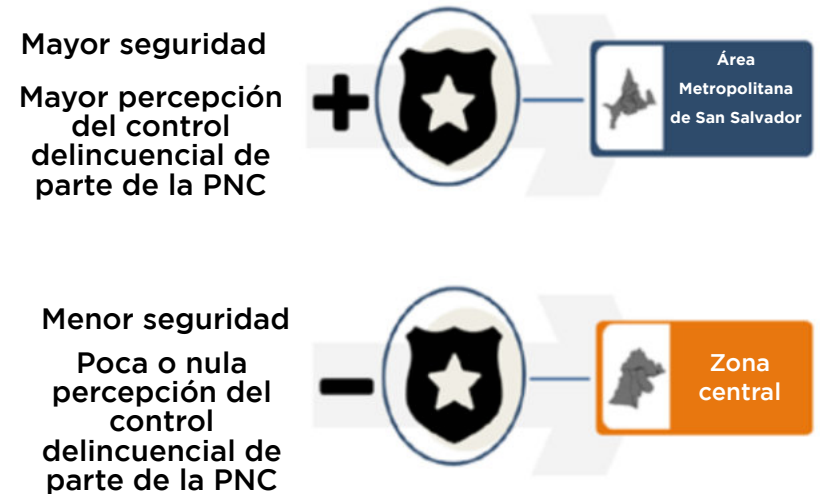 Mayor seguridad
Mayor percepción
del control
delincuencial de
parte de la PNC
Área
Metropolitana
de San Salvador
Menor seguridad
Poca o nula
percepción del
control
delincuencial de
parte de la PNC
Zona
central